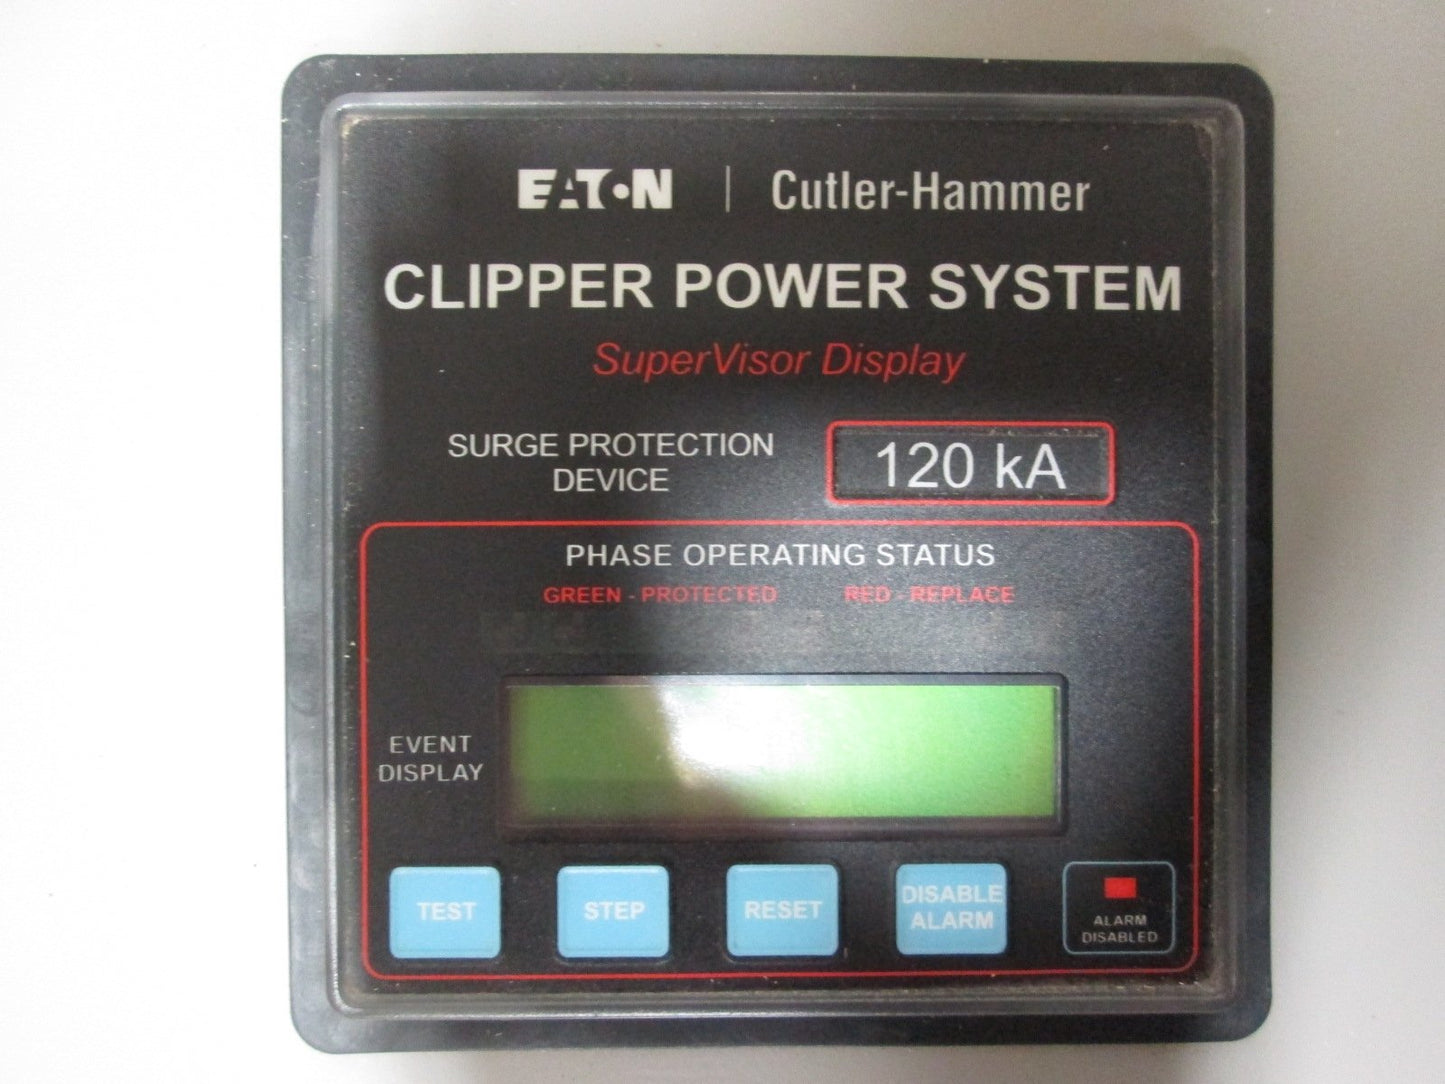 EATON | Cutler-Hammer
CLIPPER POWER SYSTEM
SuperVisor Display
SURGE PROTECTION
DEVICE
120 kA
PHASE OPERATING STATUS
GREEN - PROTECTED RED - REPLACE
EVENT
DISPLAY
TEST
STEP
RESET
DISABLE
ALARM
ALARM
DISABLED